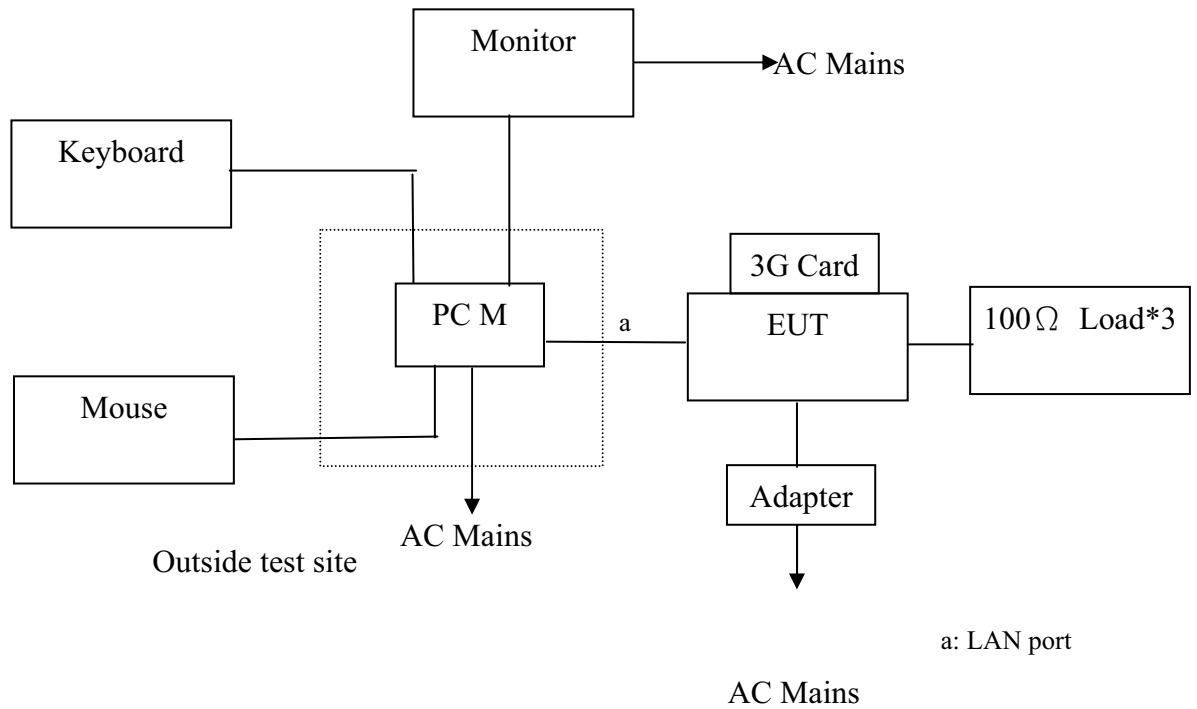 Monitor
AC Mains
Keyboard
3G Card
PC M
a
EUT
100Ω Load*3
Mouse
Adapter
AC Mains
Outside test site
a: LAN port
AC Mains